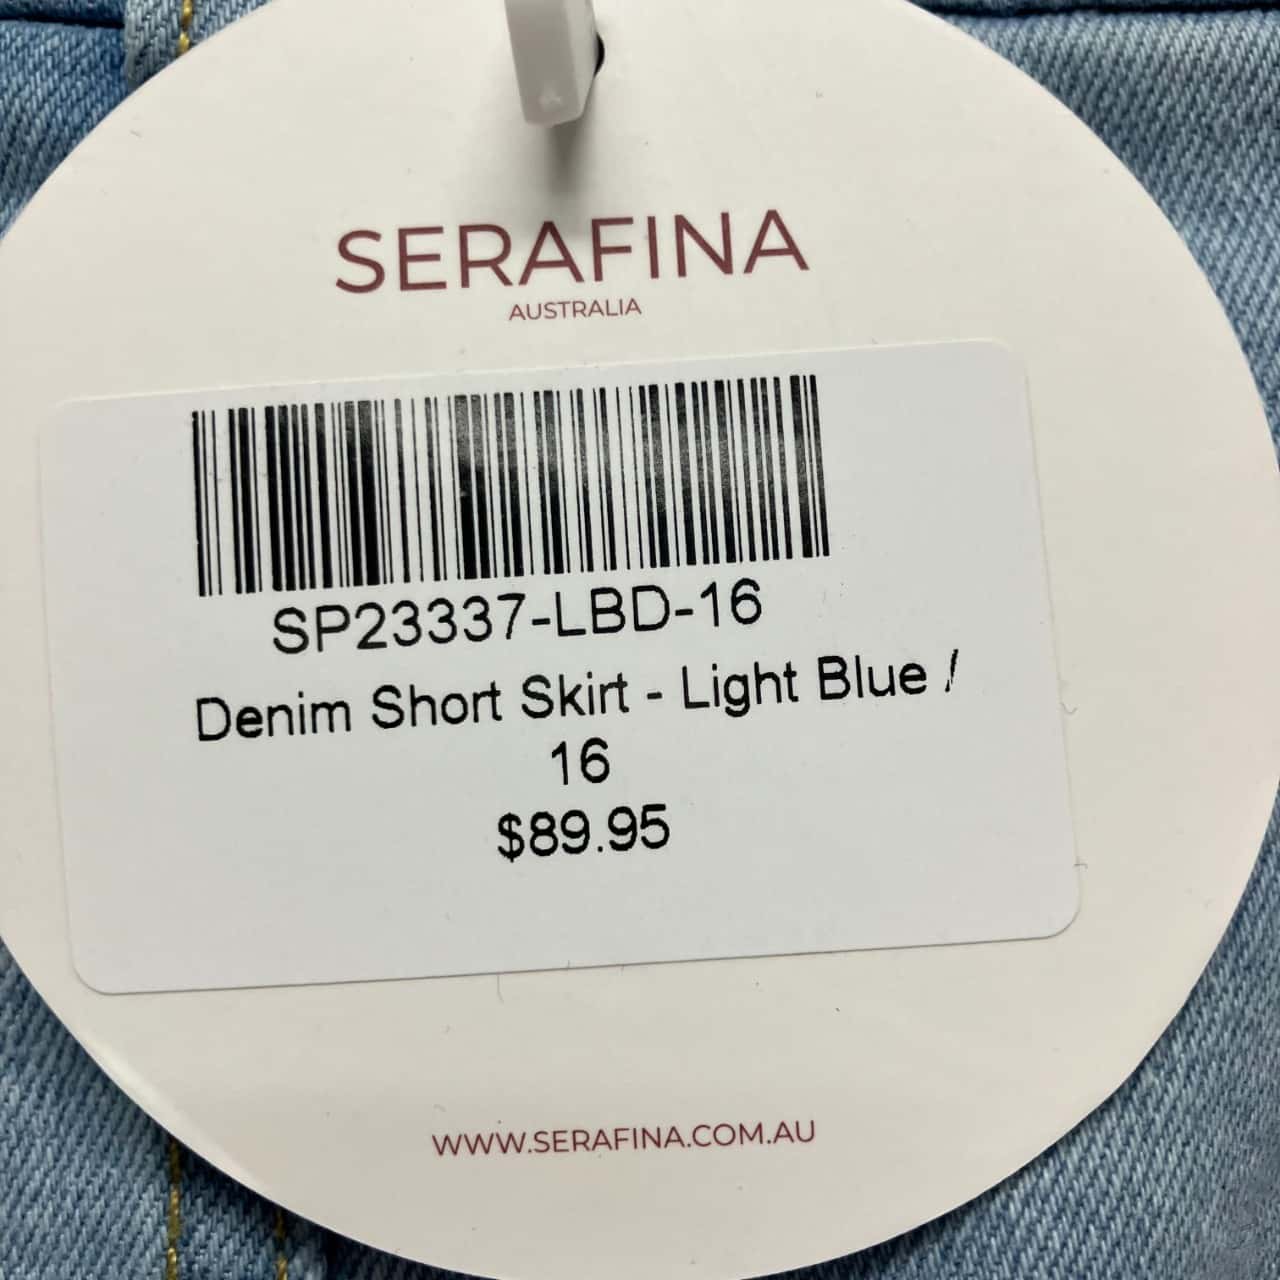 SERAFINA
AUSTRALIA
SP23337-LBD-16
Denim Short Skirt - Light Blue /
16
$89.95
WWW.SERAFINA.COM.AU